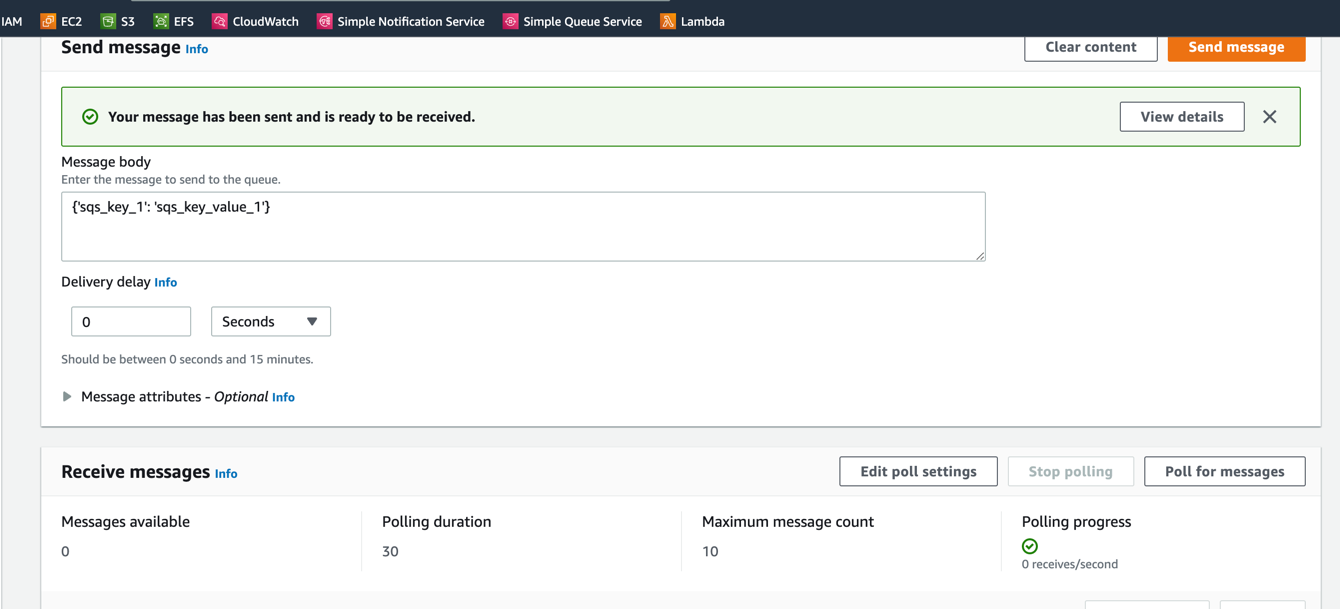 IAM EC2 S3 EFS CloudWatch Simple Notification Service Simple Queue Service Lambda
Send message Info Clear content Send message
Your message has been sent and is ready to be received. View details
Message body
Enter the message to send to the queue.
{'sqs_key_1': 'sqs_key_value_1'}
Delivery delay Info
0 Seconds
Should be between 0 seconds and 15 minutes.
Message attributes - Optional Info
Receive messages Info Edit poll settings Stop polling Poll for messages
Messages available Polling duration Maximum message count Polling progress
0 30 10
0 receives/second